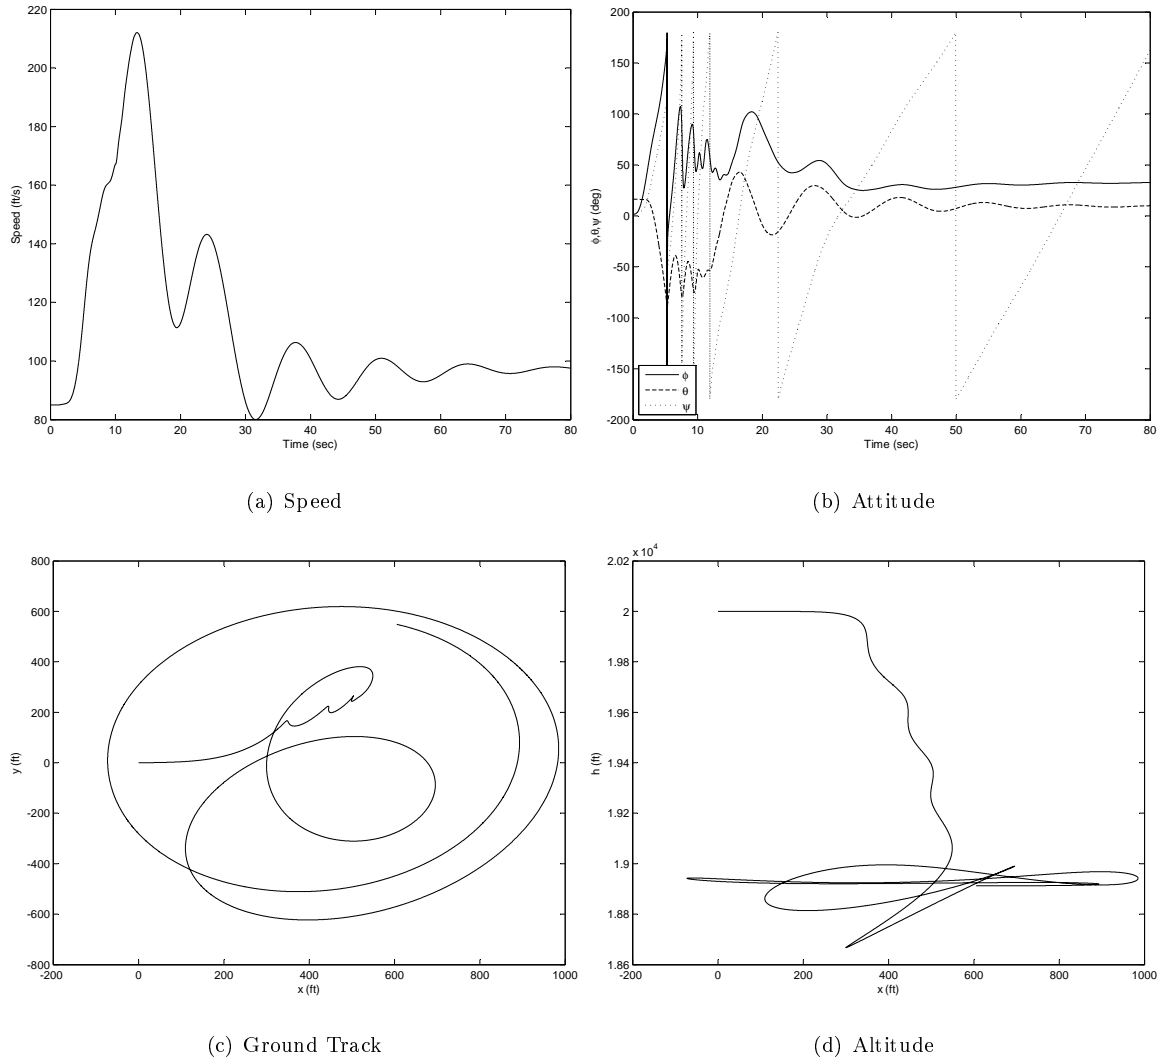 220
200
180
160
140
120
100
80
Speed (ft/s)
0 10 20 30 40 50 60 70 80
Time (sec)
(a) Speed
200
150
100
50
0
-50
-100
-150
-200
ϕ,θ,ψ (deg)
ϕ
θ
ψ
0 10 20 30 40 50 60 70 80
Time (sec)
(b) Attitude
800
600
400
200
0
-200
-400
-600
-800
y (ft)
-200 0 200 400 600 800 1000
x (ft)
(c) Ground Track
x 10⁴
2.02
2
1.98
1.96
1.94
1.92
1.9
1.88
1.86
h (ft)
-200 0 200 400 600 800 1000
x (ft)
(d) Altitude